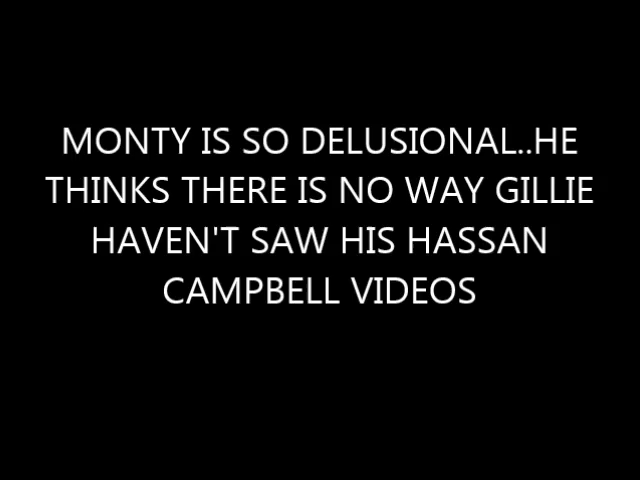 MONTY IS SO DELUSIONAL..HE
THINKS THERE IS NO WAY GILLIE
HAVEN'T SAW HIS HASSAN
CAMPBELL VIDEOS